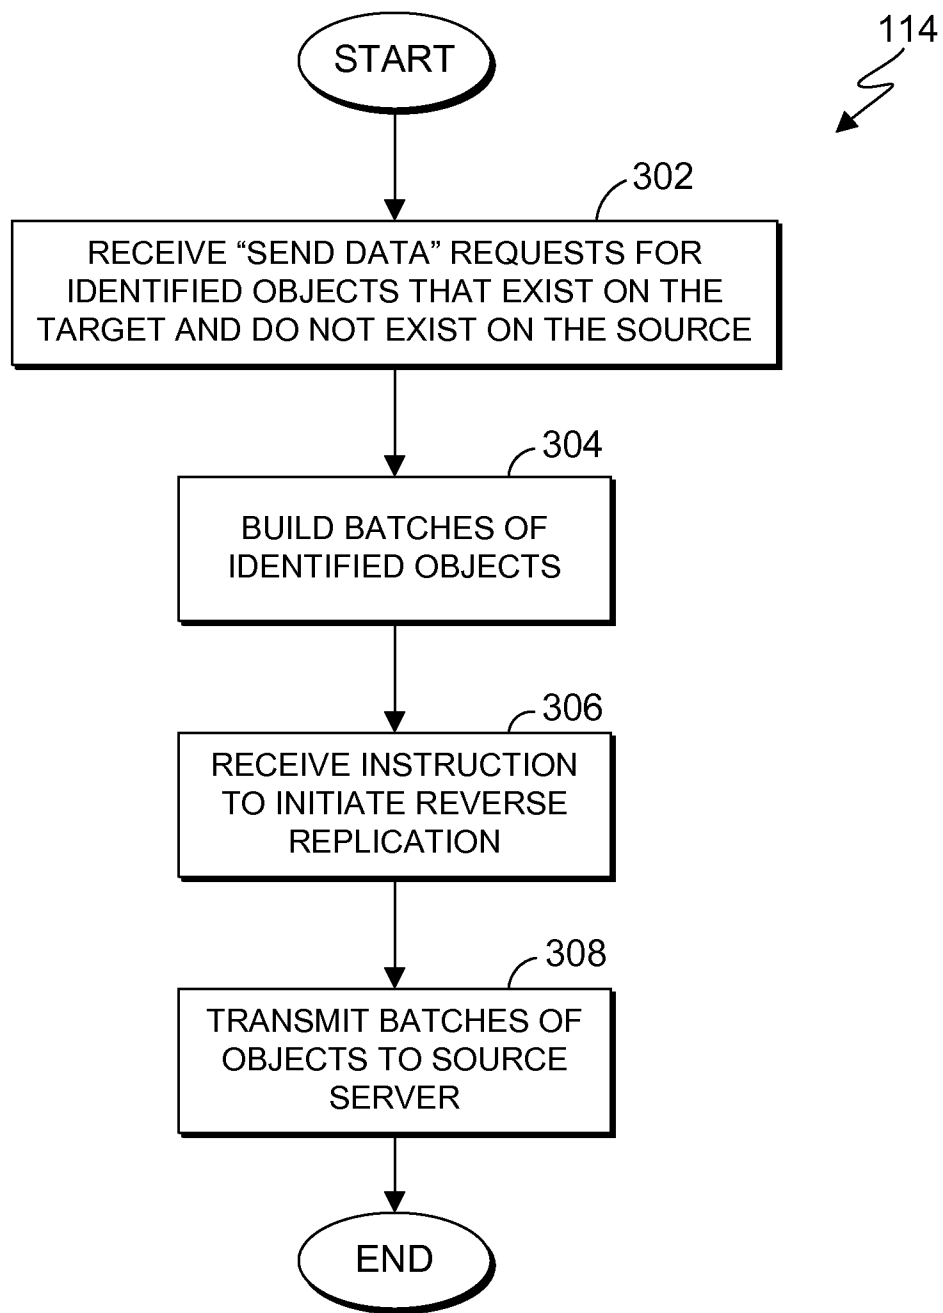 START
114
302
RECEIVE “SEND DATA” REQUESTS FOR
IDENTIFIED OBJECTS THAT EXIST ON THE
TARGET AND DO NOT EXIST ON THE SOURCE
304
BUILD BATCHES OF
IDENTIFIED OBJECTS
306
RECEIVE INSTRUCTION
TO INITIATE REVERSE
REPLICATION
308
TRANSMIT BATCHES OF
OBJECTS TO SOURCE
SERVER
END